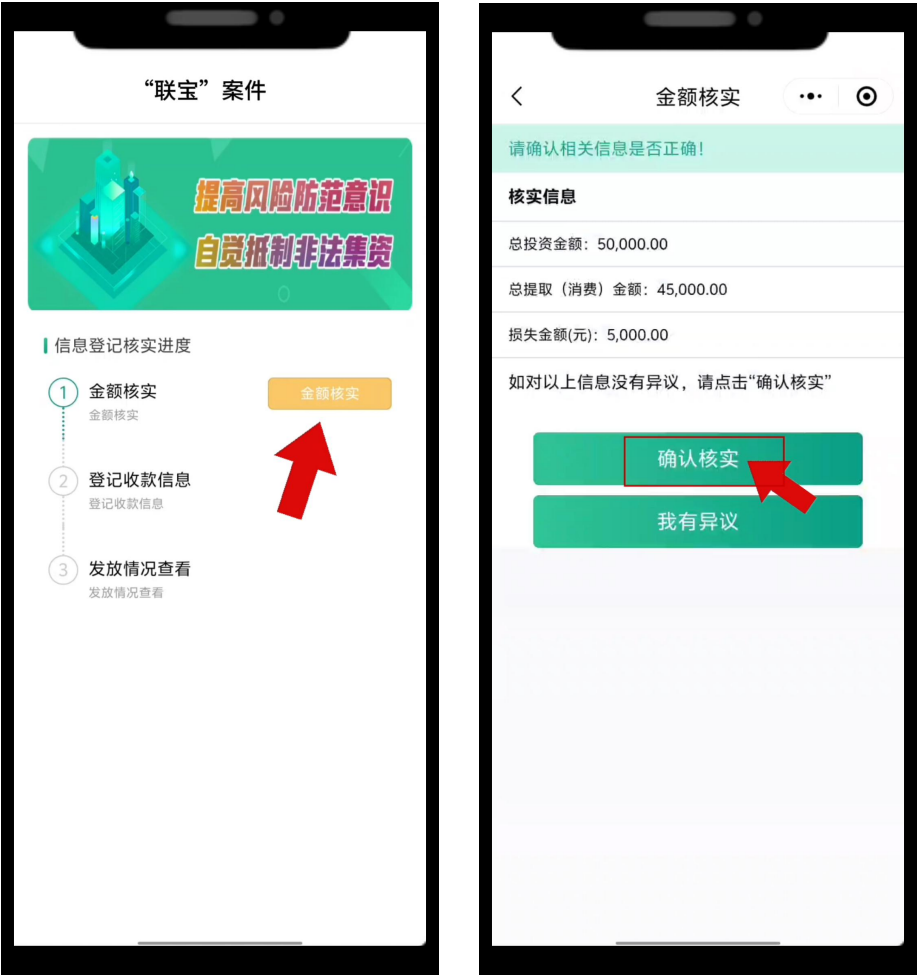 “联宝”案件
提高风险防范意识
自觉抵制非法集资
信息登记核实进度
1 金额核实 金额核实
金额核实
2 登记收款信息
登记收款信息
3 发放情况查看
发放情况查看
金额核实
请确认相关信息是否正确！
核实信息
总投资金额：50,000.00
总提取（消费）金额：45,000.00
损失金额(元)：5,000.00
如对以上信息没有异议，请点击“确认核实”
确认核实
我有异议